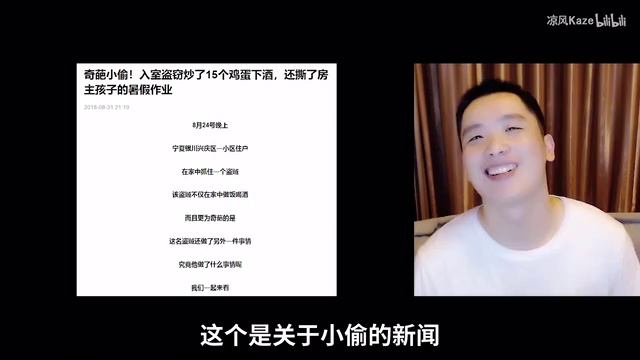 凉风Kaze bilibili
奇葩小偷！入室盗窃炒了15个鸡蛋下酒，还撕了房
主孩子的暑假作业
2018-08-31 21:19
8月24号晚上
宁夏银川兴庆区一小区住户
在家中抓住一个盗贼
该盗贼不仅在家中做饭喝酒
而且更为奇葩的是
这名盗贼还做了另外一件事情
究竟他做了什么事情呢
我们一起来看
这个是关于小偷的新闻